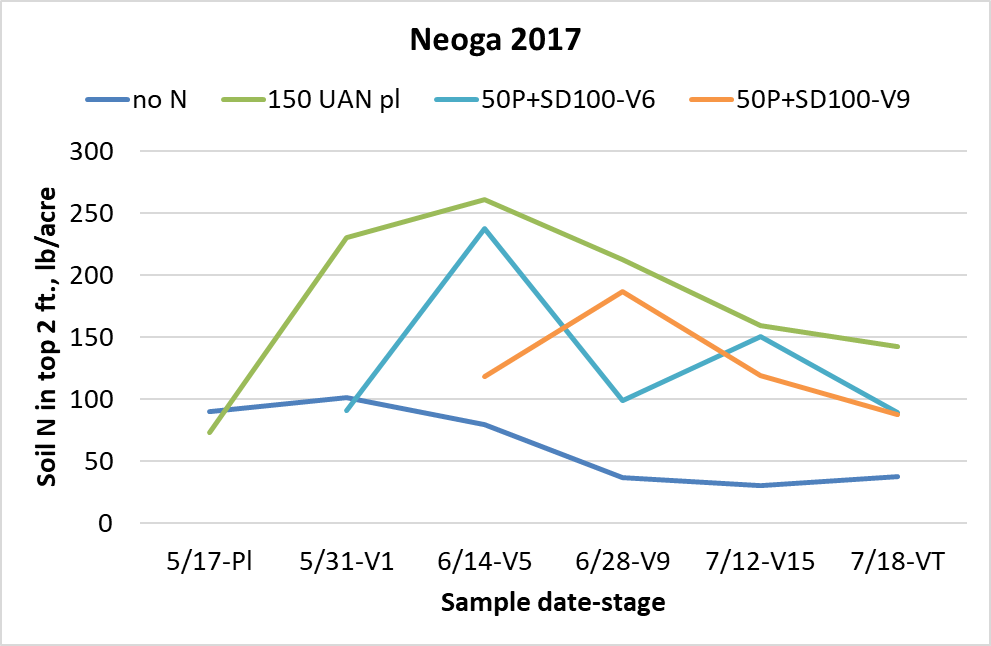 Neoga 2017
no N 150 UAN pl 50P+SD100-V6 50P+SD100-V9
300
250
200
150
100
50
0
Soil N in top 2 ft., lb/acre
5/17-Pl 5/31-V1 6/14-V5 6/28-V9 7/12-V15 7/18-VT
Sample date-stage